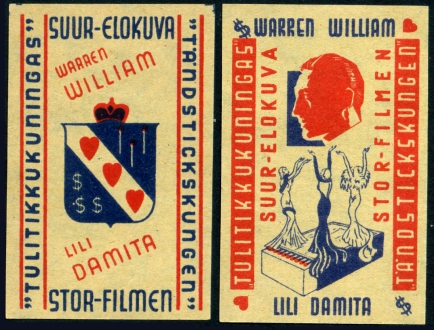 SUUR-ELOKUVA
"TULITIKKUKUNINGAS"
WARREN
WILLIAM
$
$ $
LILI
DAMITA
"TÄNDSTICKSKUNGEN"
STOR-FILMEN
$ WARREN WILLIAM
"TULITIKKUKUNINGAS"
SUUR-ELOKUVA
STOR-FILMEN
"TÄNDSTICKSKUNGEN"
LILI DAMITA $